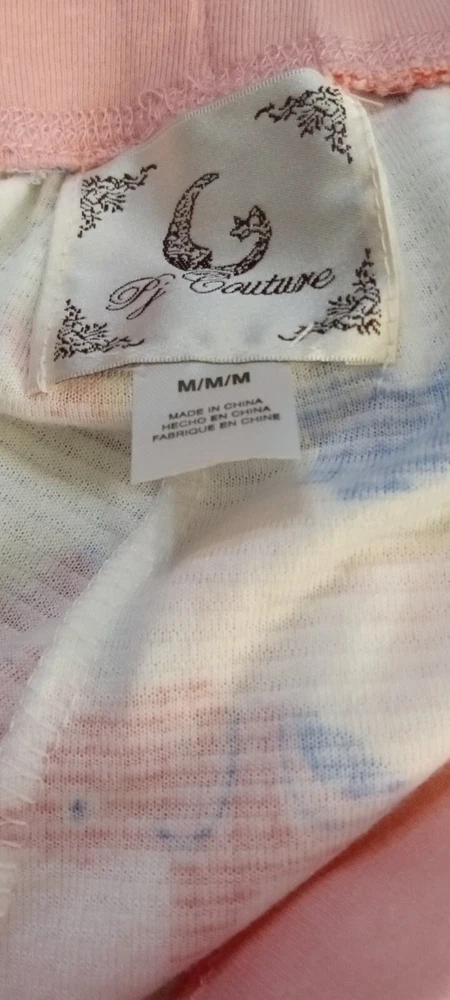 Pj Couture
M/M/M
MADE IN CHINA
HECHO EN CHINA
FABRIQUE EN CHINE